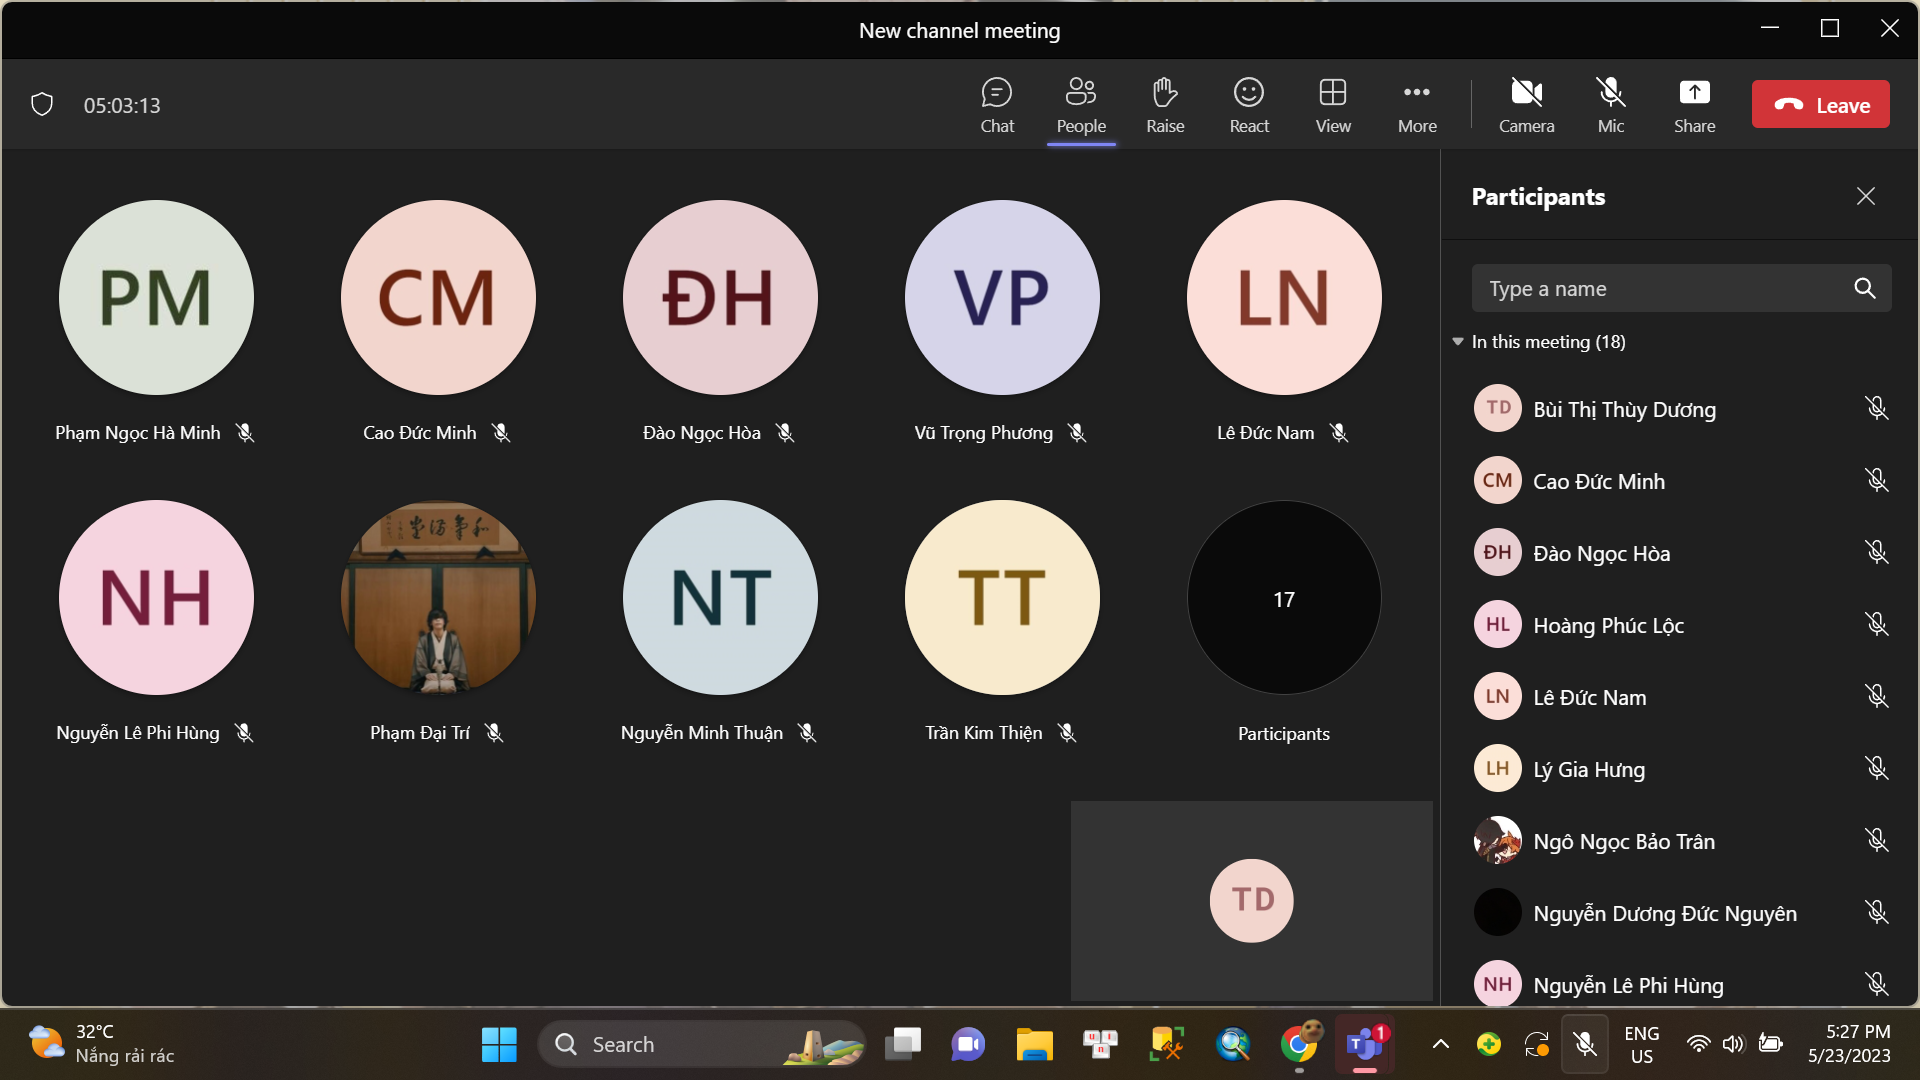 New channel meeting
05:03:13
Chat
People
Raise
React
View
More
Camera
Mic
Share
Leave
PM
CM
ĐH
VP
LN
Phạm Ngọc Hà Minh
Cao Đức Minh
Đào Ngọc Hòa
Vũ Trọng Phương
Lê Đức Nam
NH
NT
TT
17
Nguyễn Lê Phi Hùng
Phạm Đại Trí
Nguyễn Minh Thuận
Trần Kim Thiện
Participants
TD
Participants
Type a name
In this meeting (18)
TD Bùi Thị Thùy Dương
CM Cao Đức Minh
ĐH Đào Ngọc Hòa
HL Hoàng Phúc Lộc
LN Lê Đức Nam
LH Lý Gia Hưng
Ngô Ngọc Bảo Trân
Nguyễn Dương Đức Nguyên
NH Nguyễn Lê Phi Hùng
32°C
Nắng rải rác
Search
1
ENG
US
5:27 PM
5/23/2023